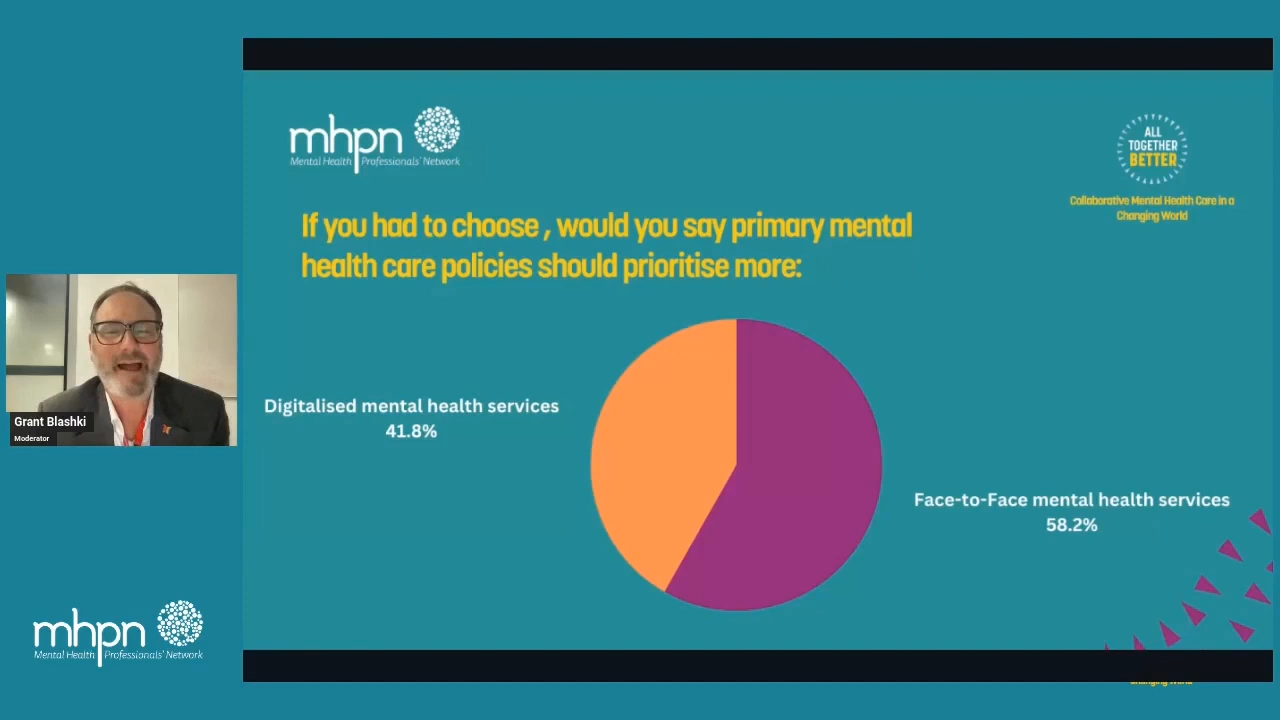 mhpn
Mental Health Professionals' Network
ALL
TOGETHER
BETTER
Collaborative Mental Health Care in a
Changing World
If you had to choose , would you say primary mental
health care policies should prioritise more:
Digitalised mental health services
41.8%
Face-to-Face mental health services
58.2%
Grant Blashki
Moderator
mhpn
Mental Health Professionals' Network
Changing World